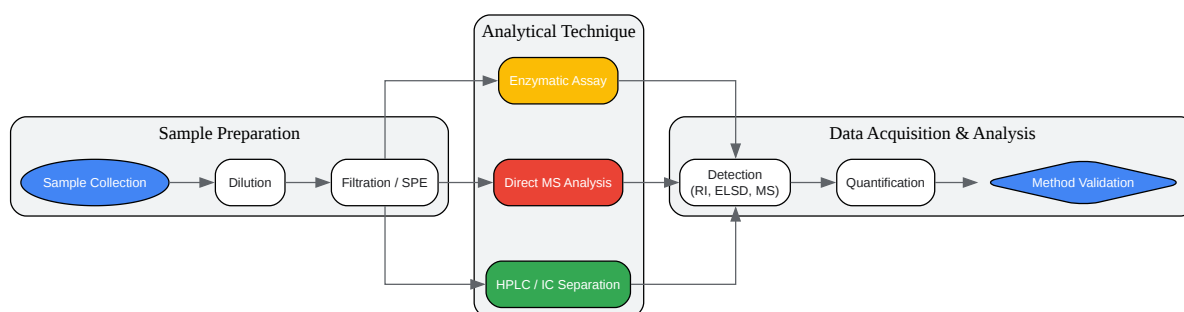 Sample Preparation
Sample Collection
Dilution
Filtration / SPE
Analytical Technique
Enzymatic Assay
Direct MS Analysis
HPLC / IC Separation
Data Acquisition & Analysis
Detection
(RI, ELSD, MS)
Quantification
Method Validation